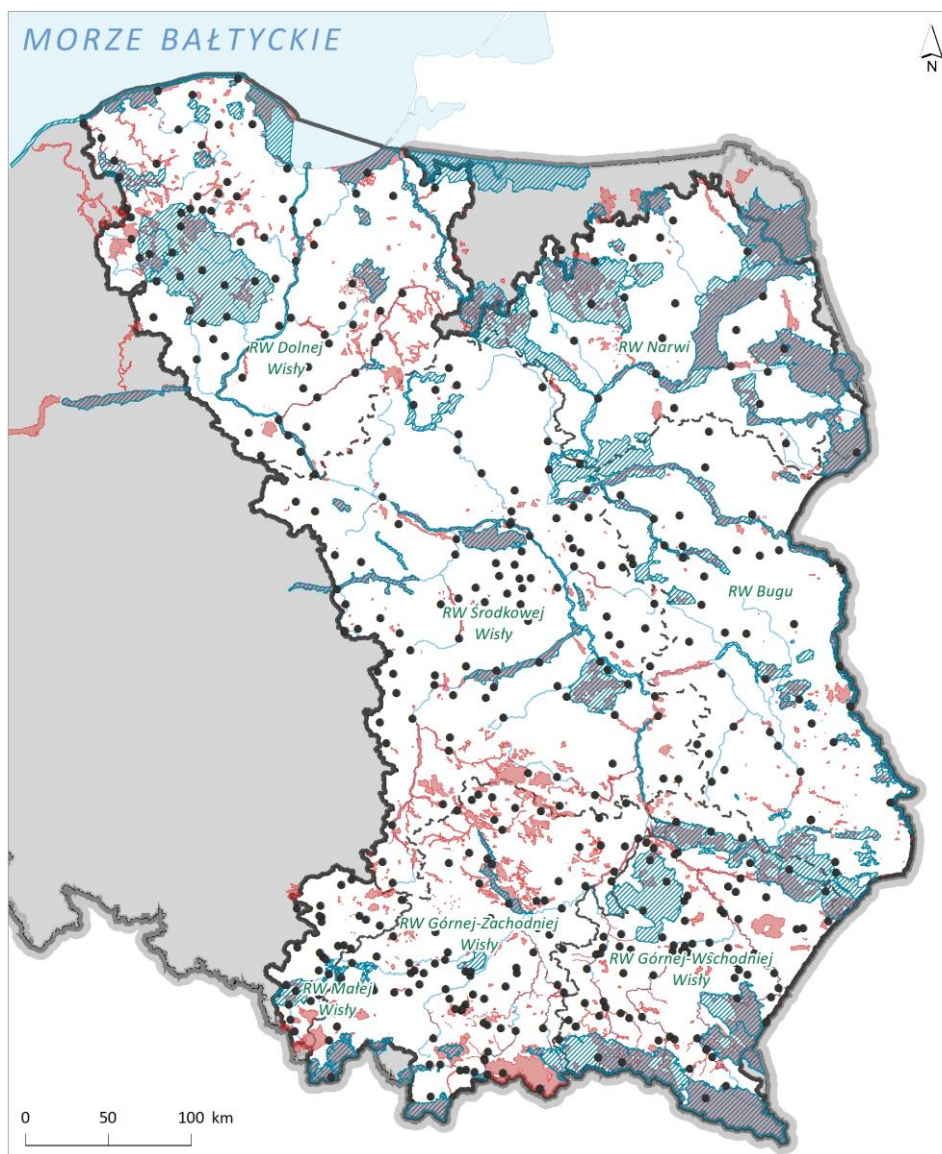 MORZE BAŁTYCKIE
N
RW Dolnej
Wisły
RW Narwi
RW Bugu
RW Środkowej
Wisły
RW Górnej-Zachodniej
Wisły
RW Górnej-Wschodniej
Wisły
RW Małej
Wisły
0 50 100 km